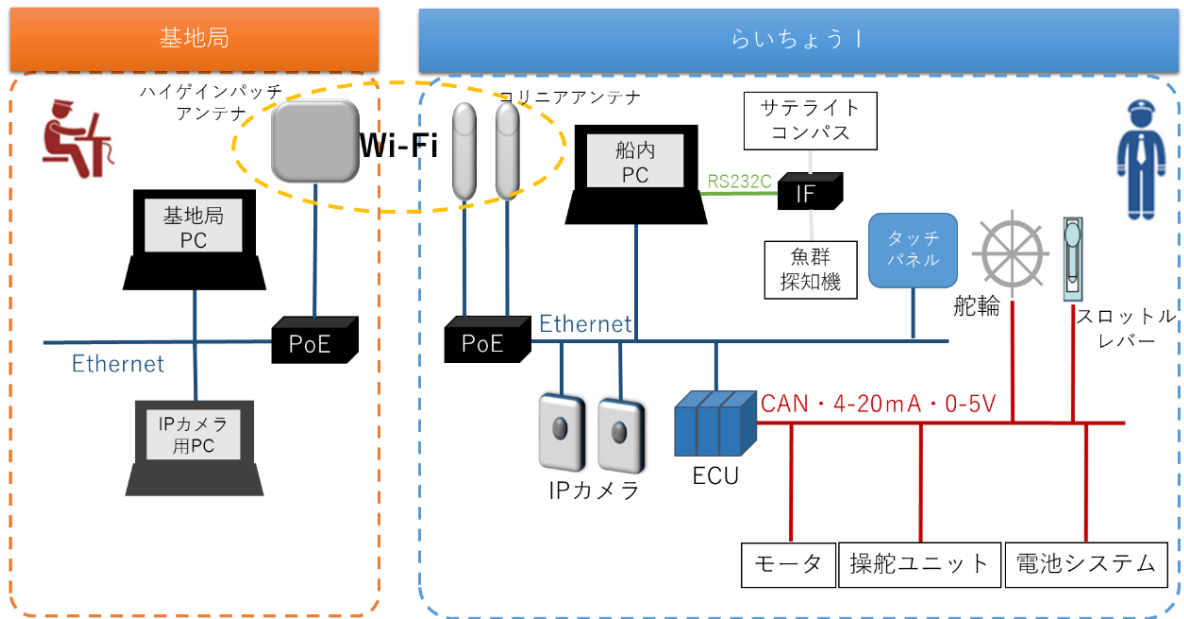 基地局
らいちょうⅠ
ハイゲインパッチ
アンテナ
コリニアアンテナ
Wi-Fi
基地局
PC
PoE
Ethernet
IPカメラ
用PC
船内
PC
RS232C
サテライト
コンパス
IF
魚群
探知機
タッチ
パネル
舵輪
スロットル
レバー
PoE
Ethernet
IPカメラ
ECU
CAN・4-20mA・0-5V
モータ
操舵ユニット
電池システム